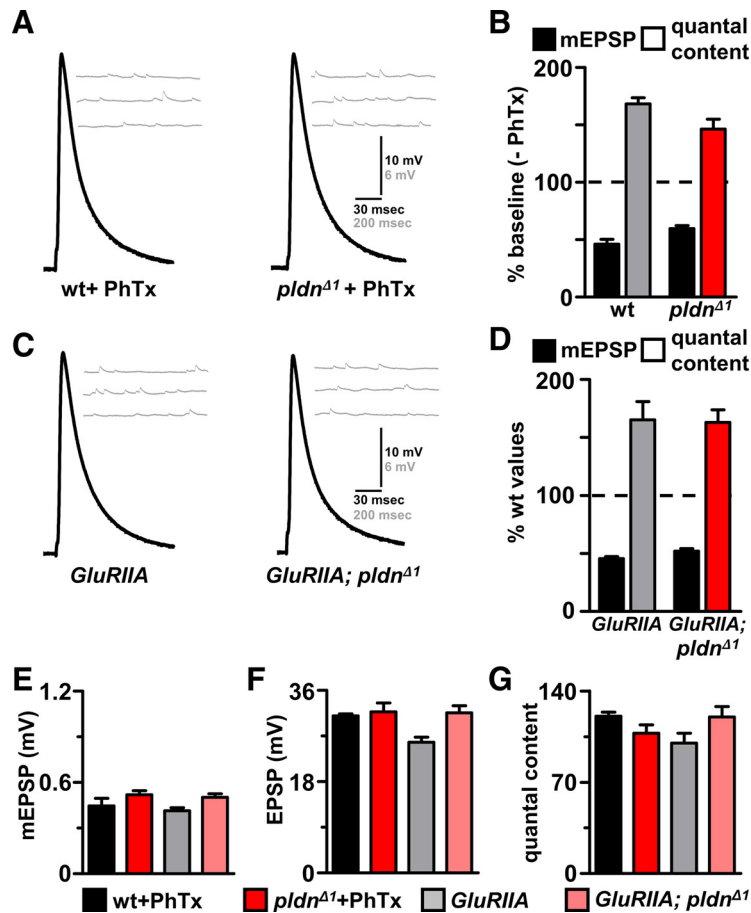 A
wt+ PhTx
pldnΔ1 + PhTx
10 mV
6 mV
30 msec
200 msec
B
mEPSP quantal content
% baseline (- PhTx)
200
100
0
wt pldnΔ1
C
GluRIIA
GluRIIA; pldnΔ1
10 mV
6 mV
30 msec
200 msec
D
mEPSP quantal content
% wt values
200
100
0
GluRIIA GluRIIA; pldnΔ1
E
mEPSP (mV)
1.2
0.6
0
F
EPSP (mV)
36
18
0
G
quantal content
140
70
0
wt+PhTx pldnΔ1+PhTx GluRIIA GluRIIA; pldnΔ1